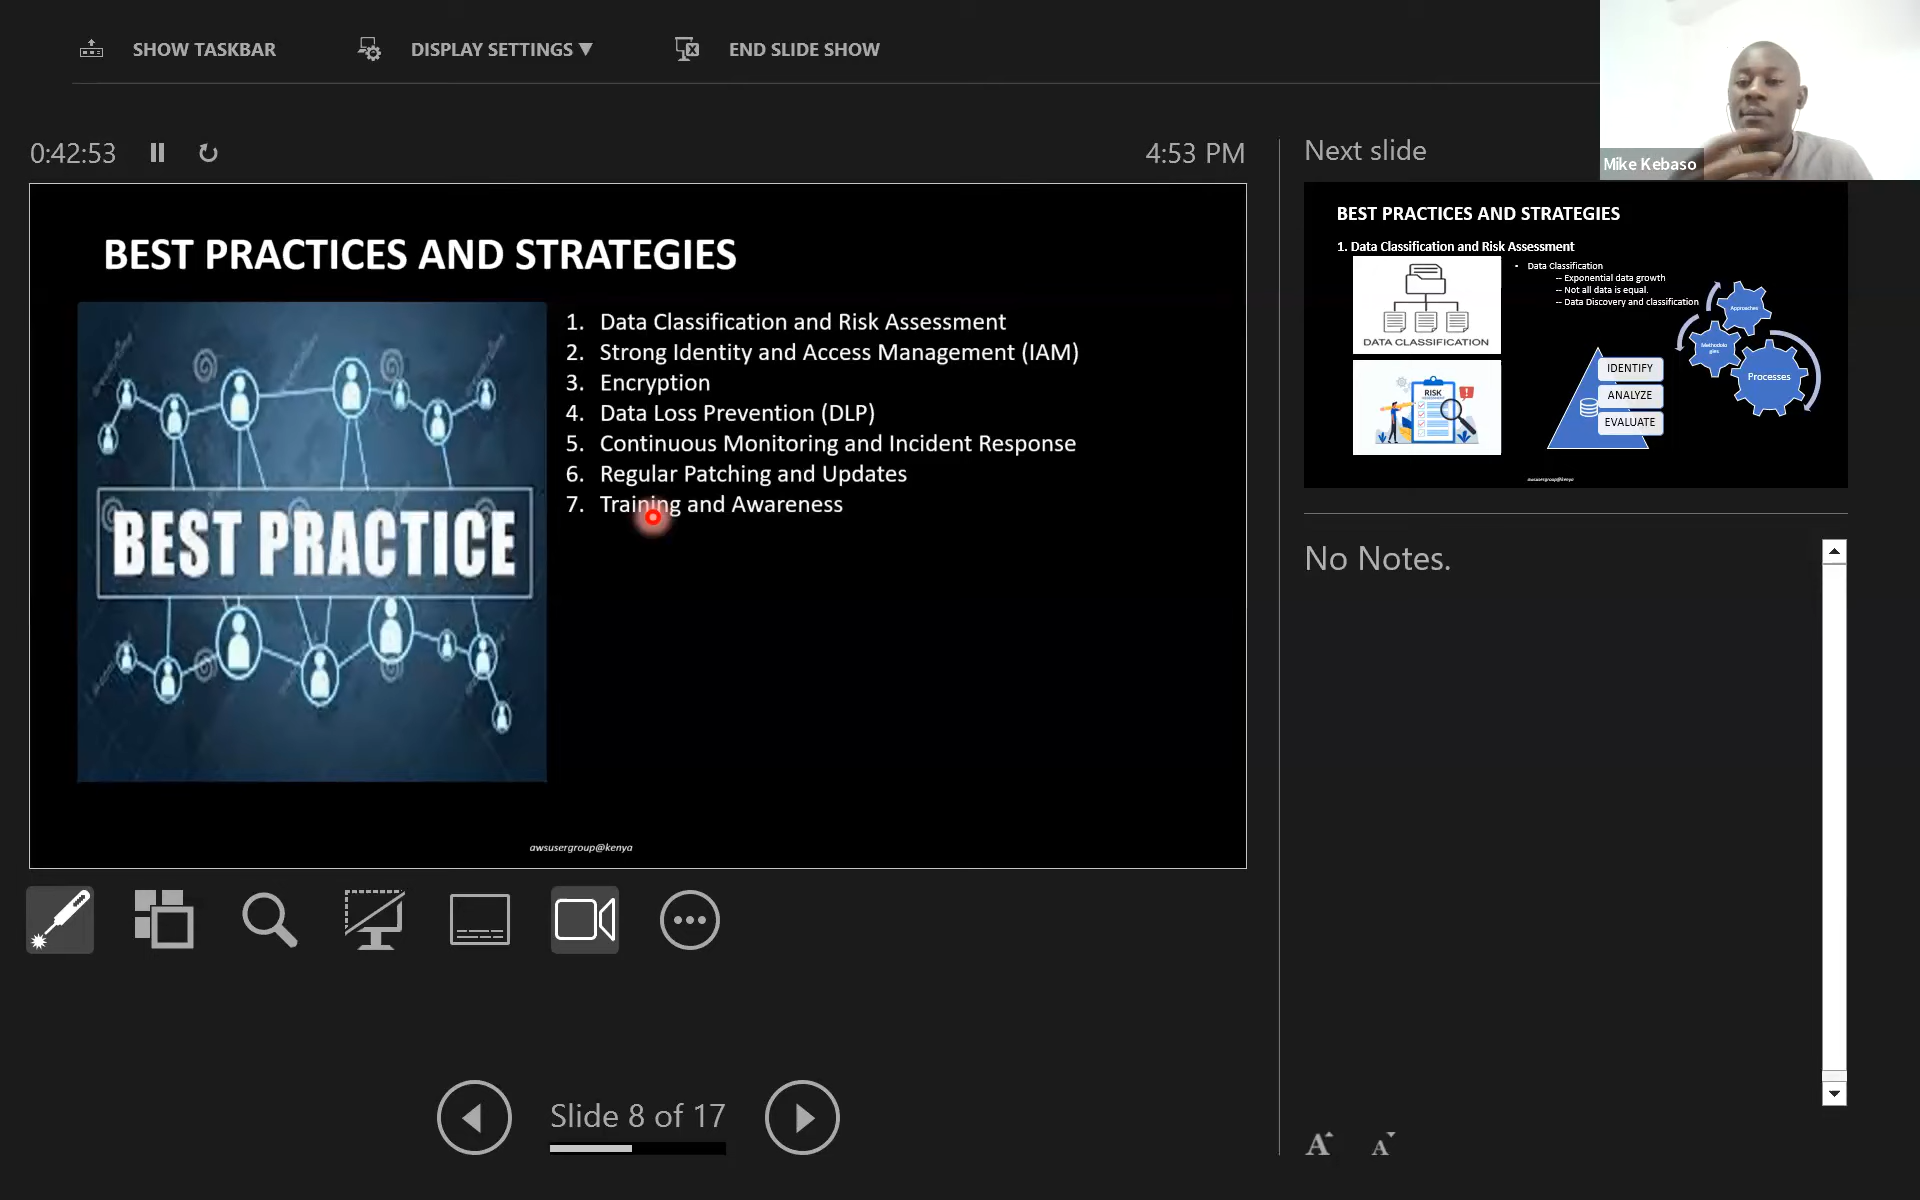 SHOW TASKBAR
DISPLAY SETTINGS ▼
END SLIDE SHOW
Mike Kebaso
0:42:53
4:53 PM
BEST PRACTICES AND STRATEGIES
BEST PRACTICE
1. Data Classification and Risk Assessment
2. Strong Identity and Access Management (IAM)
3. Encryption
4. Data Loss Prevention (DLP)
5. Continuous Monitoring and Incident Response
6. Regular Patching and Updates
7. Training and Awareness
awsusergroup@kenya
Slide 8 of 17
Next slide
BEST PRACTICES AND STRATEGIES
1. Data Classification and Risk Assessment
DATA CLASSIFICATION
RISK
• Data Classification
– Exponential data growth
– Not all data is equal.
– Data Discovery and classification
IDENTIFY
ANALYZE
EVALUATE
Approaches
Methodolo
gies
Processes
awsusergroup@kenya
No Notes.
A
A